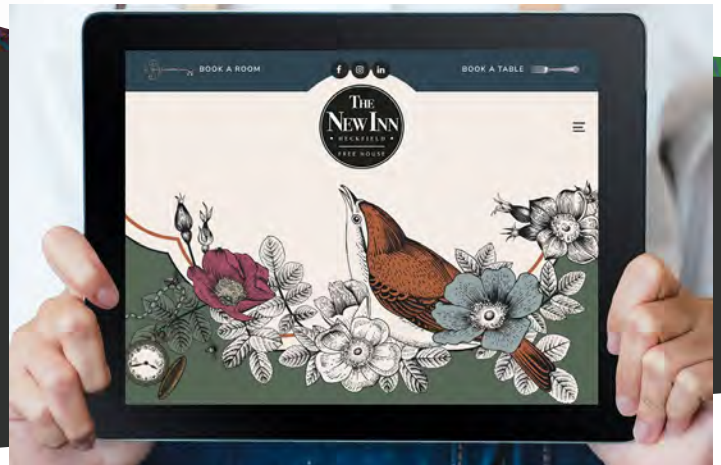 BOOK A ROOM
f in
BOOK A TABLE
THE
NEW INN
• HECKFIELD •
FREE HOUSE